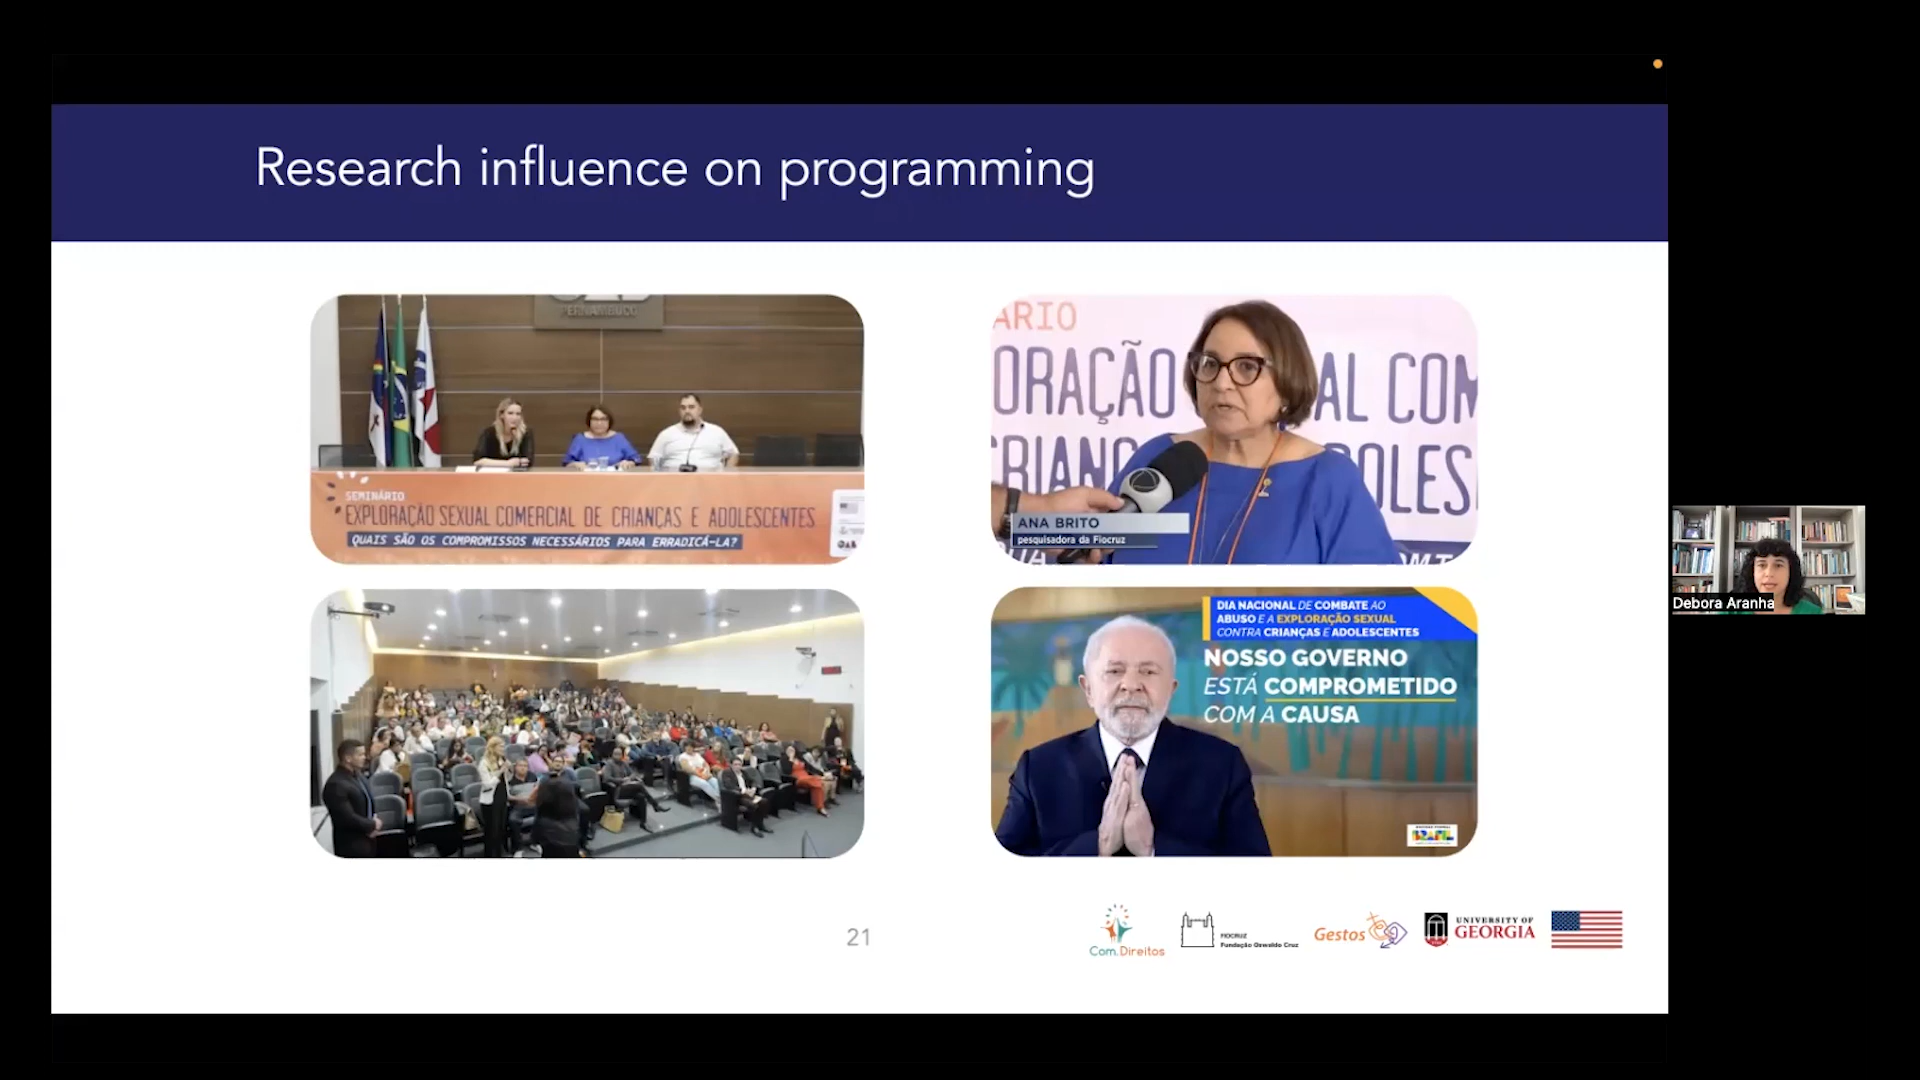 Research influence on programming
PERNAMBUCO
SEMINÁRIO
EXPLORAÇÃO SEXUAL COMERCIAL DE CRIANÇAS E ADOLESCENTES
QUAIS SÃO OS COMPROMISSOS NECESSÁRIOS PARA ERRADICÁ-LA?
ÁRIO
ORAÇÃO
AL COM
CRIAN
OLES
ANA BRITO
pesquisadora da Fiocruz
DIA NACIONAL DE COMBATE AO
ABUSO E A EXPLORAÇÃO SEXUAL
CONTRA CRIANÇAS E ADOLESCENTES
NOSSO GOVERNO
ESTÁ COMPROMETIDO
COM A CAUSA
BRASIL
Debora Aranha
21
Com.Direitos
FIOCRUZ
Fundação Oswaldo Cruz
Gestos
UNIVERSITY OF
GEORGIA